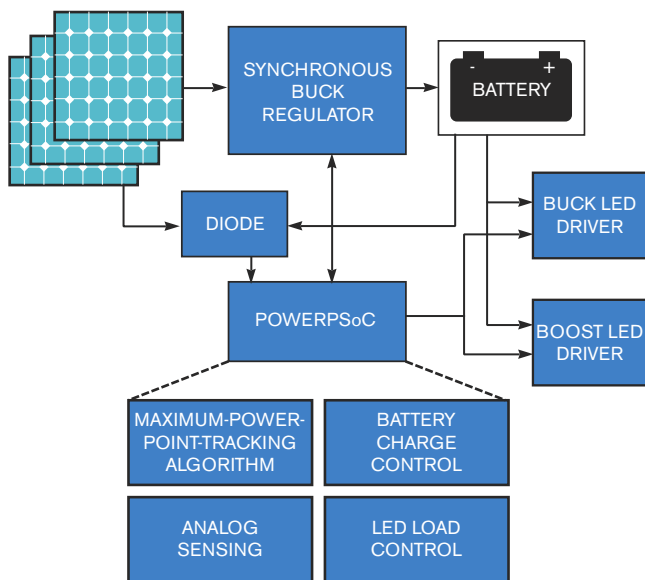 SYNCHRONOUS
BUCK
REGULATOR
- +
BATTERY
DIODE
BUCK LED
DRIVER
POWERPSoC
BOOST LED
DRIVER
MAXIMUM-POWER-
POINT-TRACKING
ALGORITHM
BATTERY
CHARGE
CONTROL
ANALOG
SENSING
LED LOAD
CONTROL